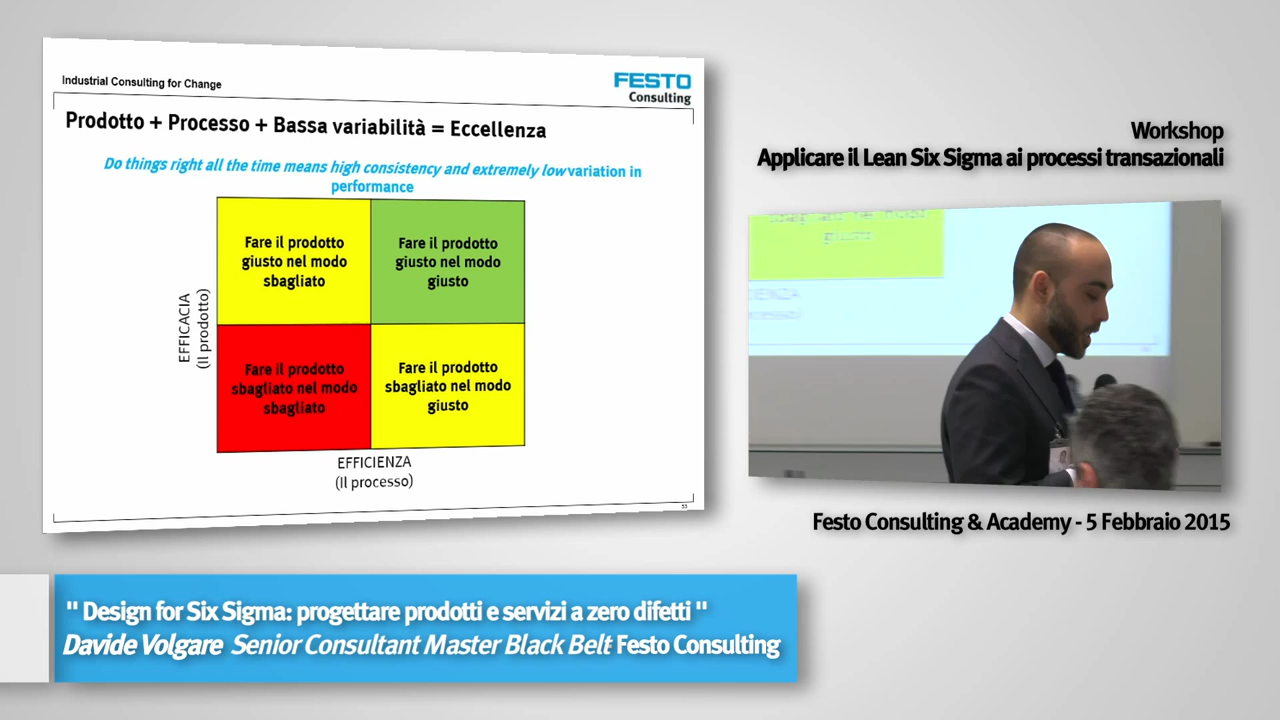 Industrial Consulting for Change
FESTO
Consulting
Prodotto + Processo + Bassa variabilità = Eccellenza
Do things right all the time means high consistency and extremely low variation in
performance
EFFICACIA
(Il prodotto)
Fare il prodotto
giusto nel modo
sbagliato
Fare il prodotto
giusto nel modo
giusto
Fare il prodotto
sbagliato nel modo
sbagliato
Fare il prodotto
sbagliato nel modo
giusto
EFFICIENZA
(Il processo)
53
Workshop
Applicare il Lean Six Sigma ai processi transazionali
giusto
Festo Consulting & Academy - 5 Febbraio 2015
" Design for Six Sigma: progettare prodotti e servizi a zero difetti "
Davide Volgare Senior Consultant Master Black Belt Festo Consulting